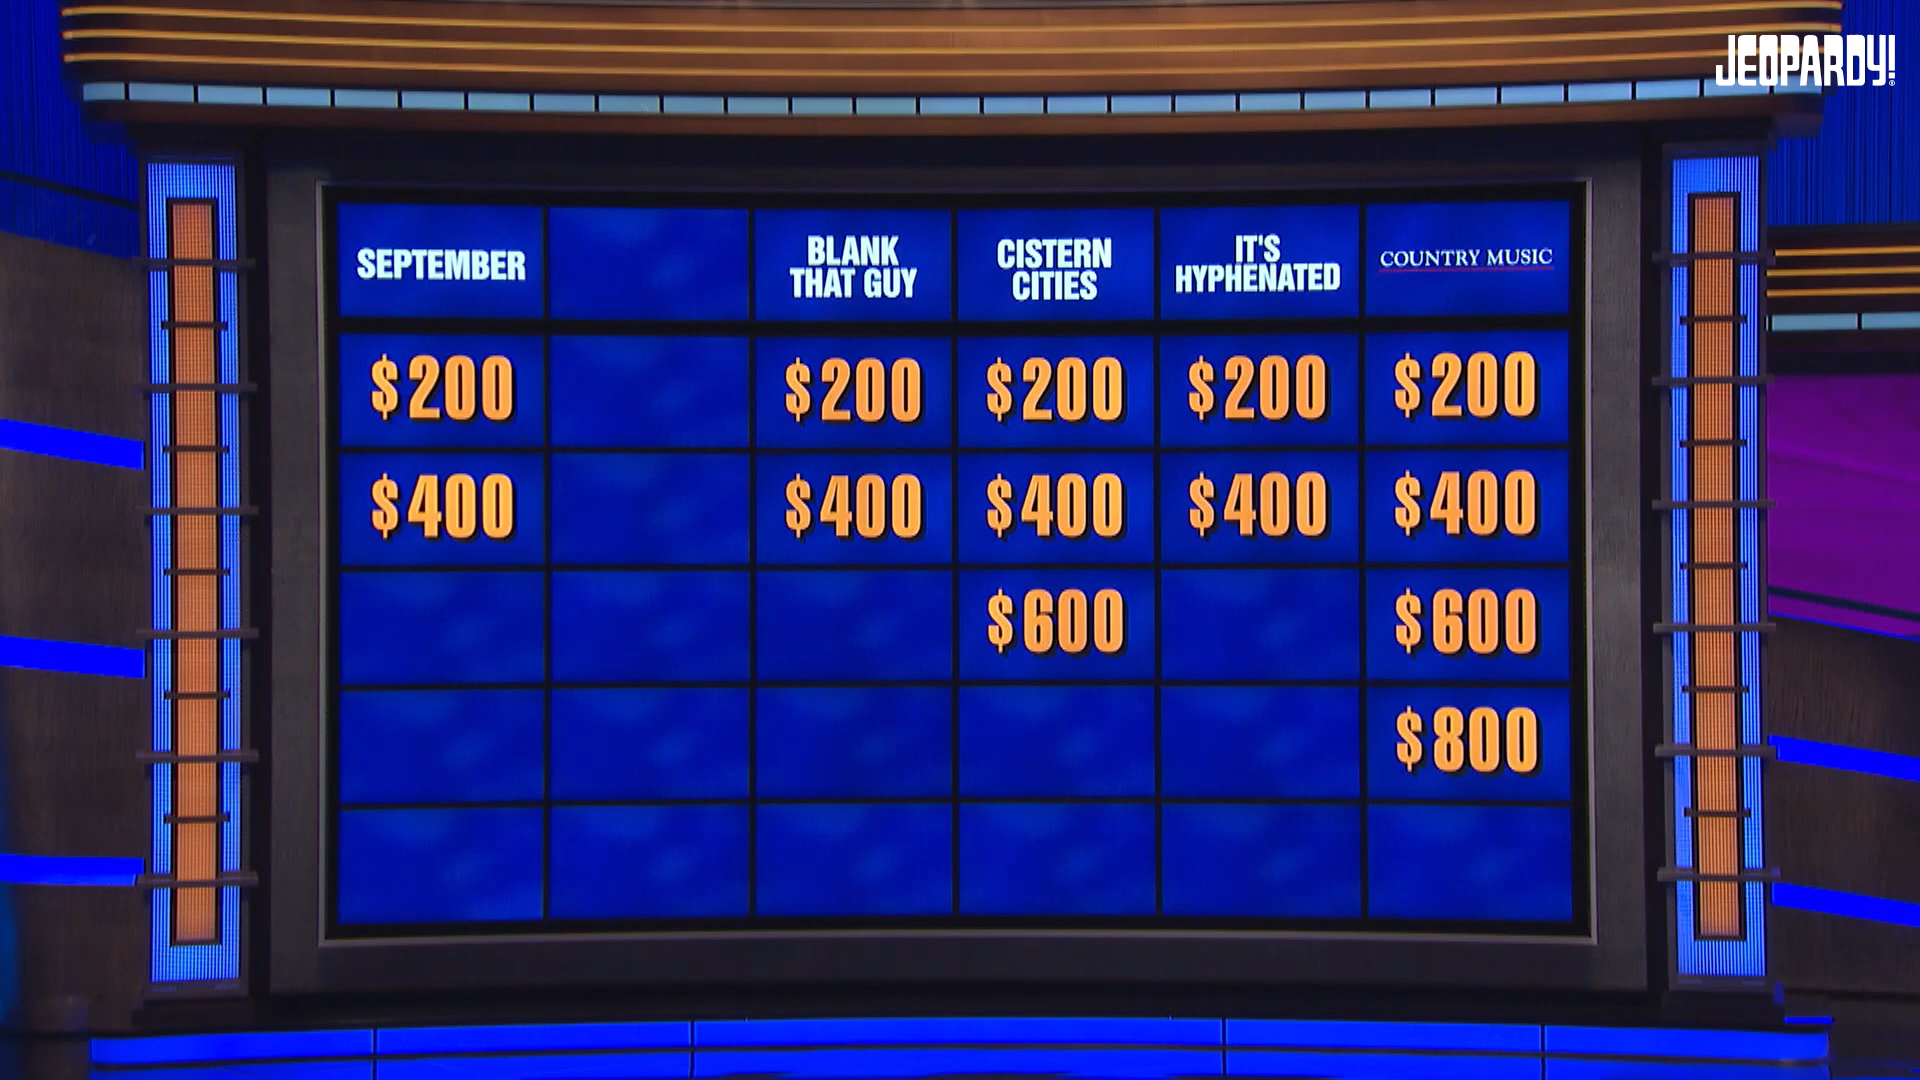 JEOPARDY!
SEPTEMBER
BLANK
THAT GUY
CISTERN
CITIES
IT'S
HYPHENATED
COUNTRY MUSIC
$200 $200 $200 $200 $200
$400 $400 $400 $400 $400
$600 $600
$800